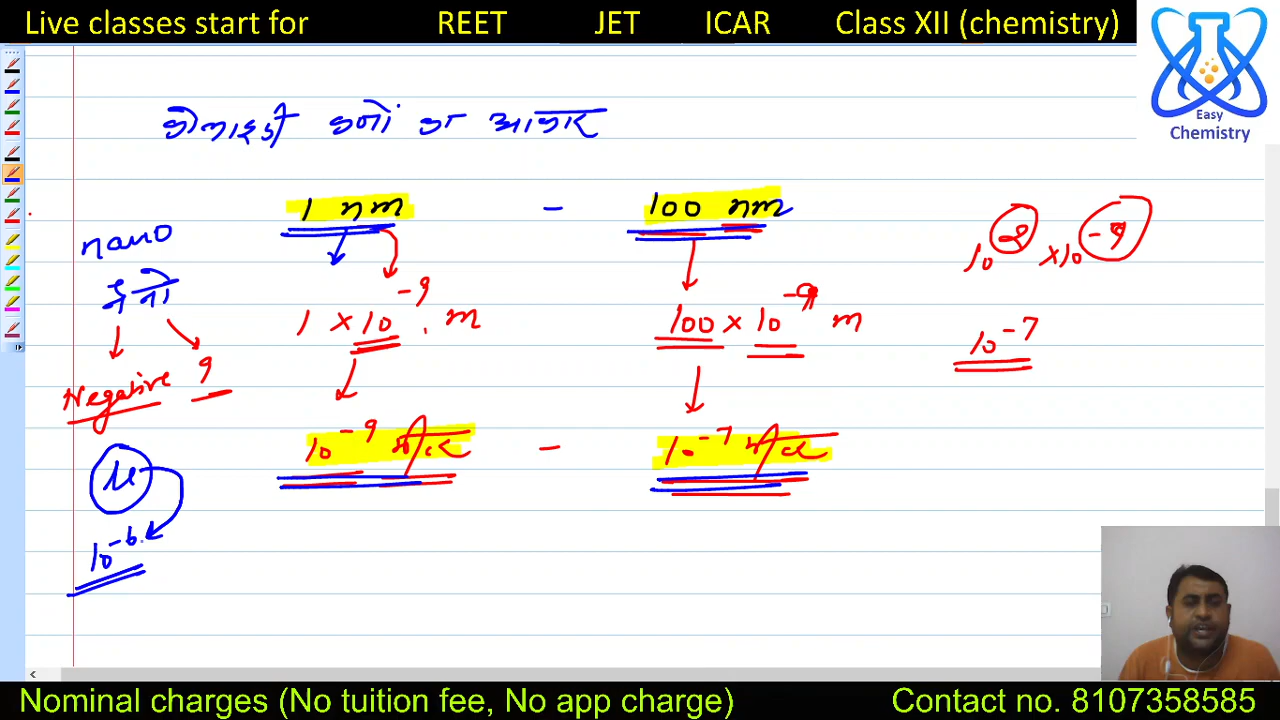 Live classes start for REET JET ICAR Class XII (chemistry)
Easy Chemistry
कोलाइडी कणों का आकार
1 nm - 100 nm
nano
नैनो
Negative 9
1 × 10⁻⁹ m
100 × 10⁻⁹ m
10² × 10⁻⁹
10⁻⁷
10⁻⁹ मीटर - 10⁻⁷ मीटर
μ
10⁻⁶
Nominal charges (No tuition fee, No app charge) Contact no. 8107358585